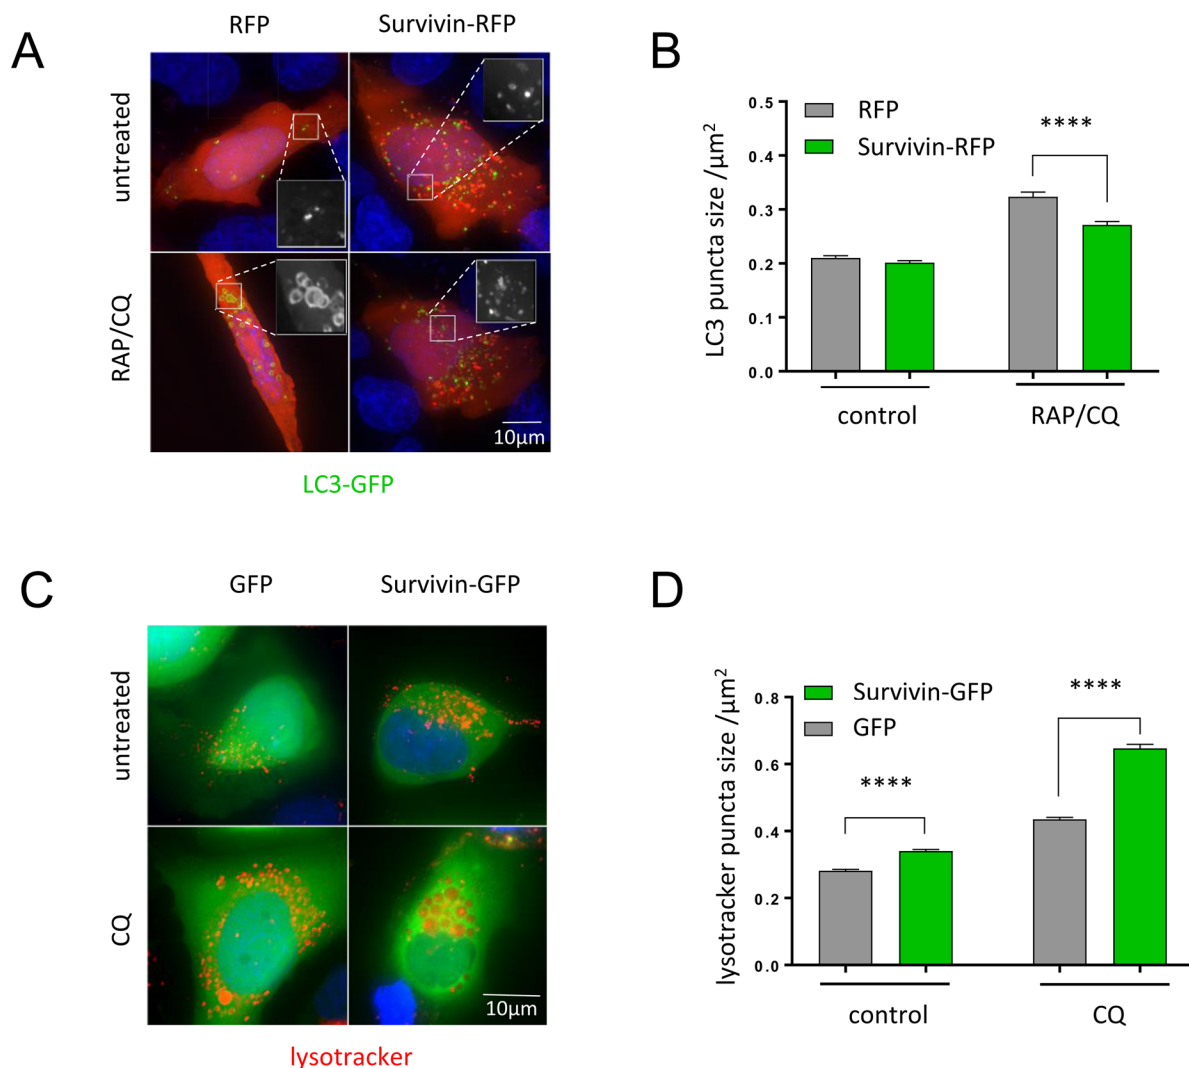 A
RFP
Survivin-RFP
untreated
RAP/CQ
10µm
LC3-GFP
B
LC3 puncta size /µm²
0.5
0.4
0.3
0.2
0.1
0.0
RFP
Survivin-RFP
****
control
RAP/CQ
C
GFP
Survivin-GFP
untreated
CQ
10µm
lysotracker
D
lysotracker puncta size /µm²
0.8
0.6
0.4
0.2
0.0
Survivin-GFP
GFP
****
****
control
CQ